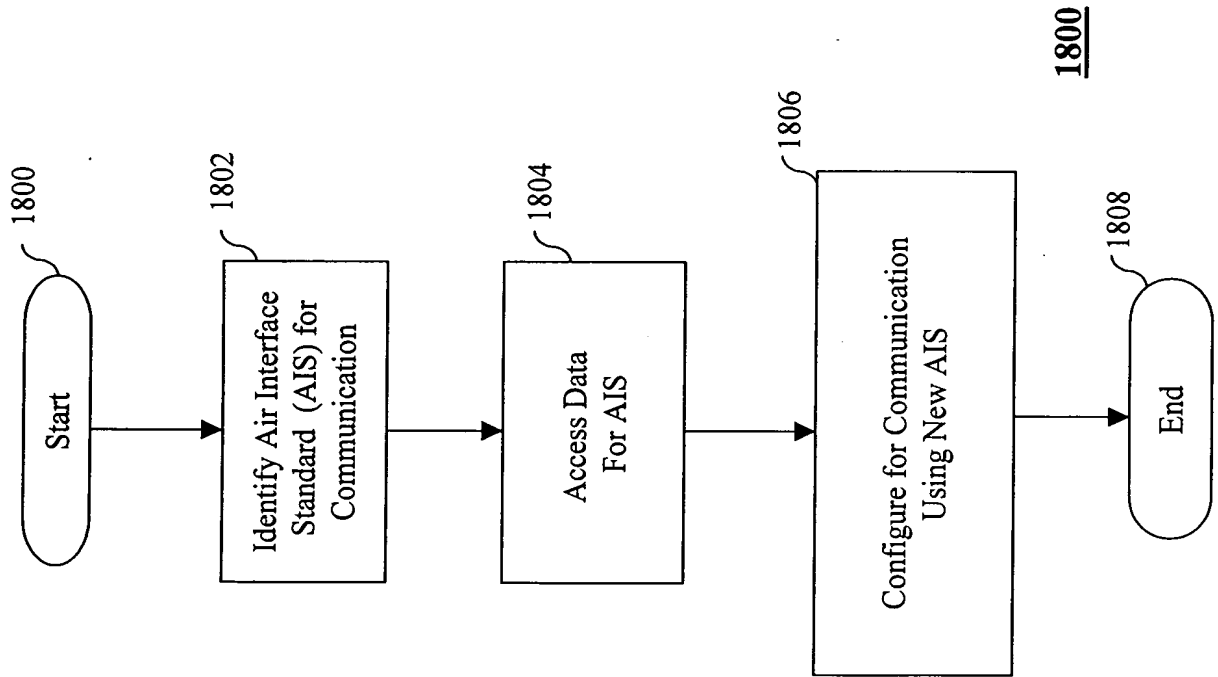 Start
1800
Identify Air Interface
Standard (AIS) for
Communication
1802
Access Data
For AIS
1804
Configure for Communication
Using New AIS
1806
End
1808
1800